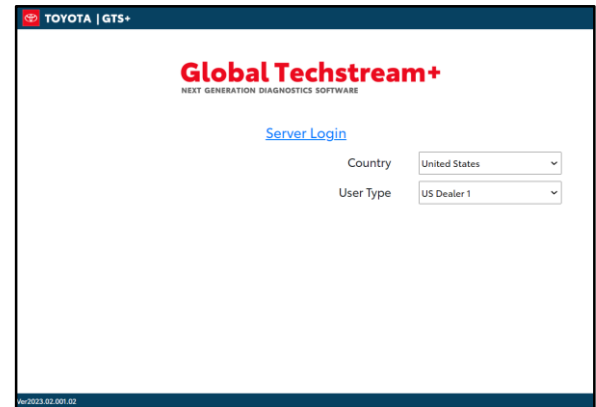 TOYOTA | GTS+
Global Techstream+
NEXT GENERATION DIAGNOSTICS SOFTWARE
Server Login
Country United States
User Type US Dealer 1
Ver2023.02.001.02